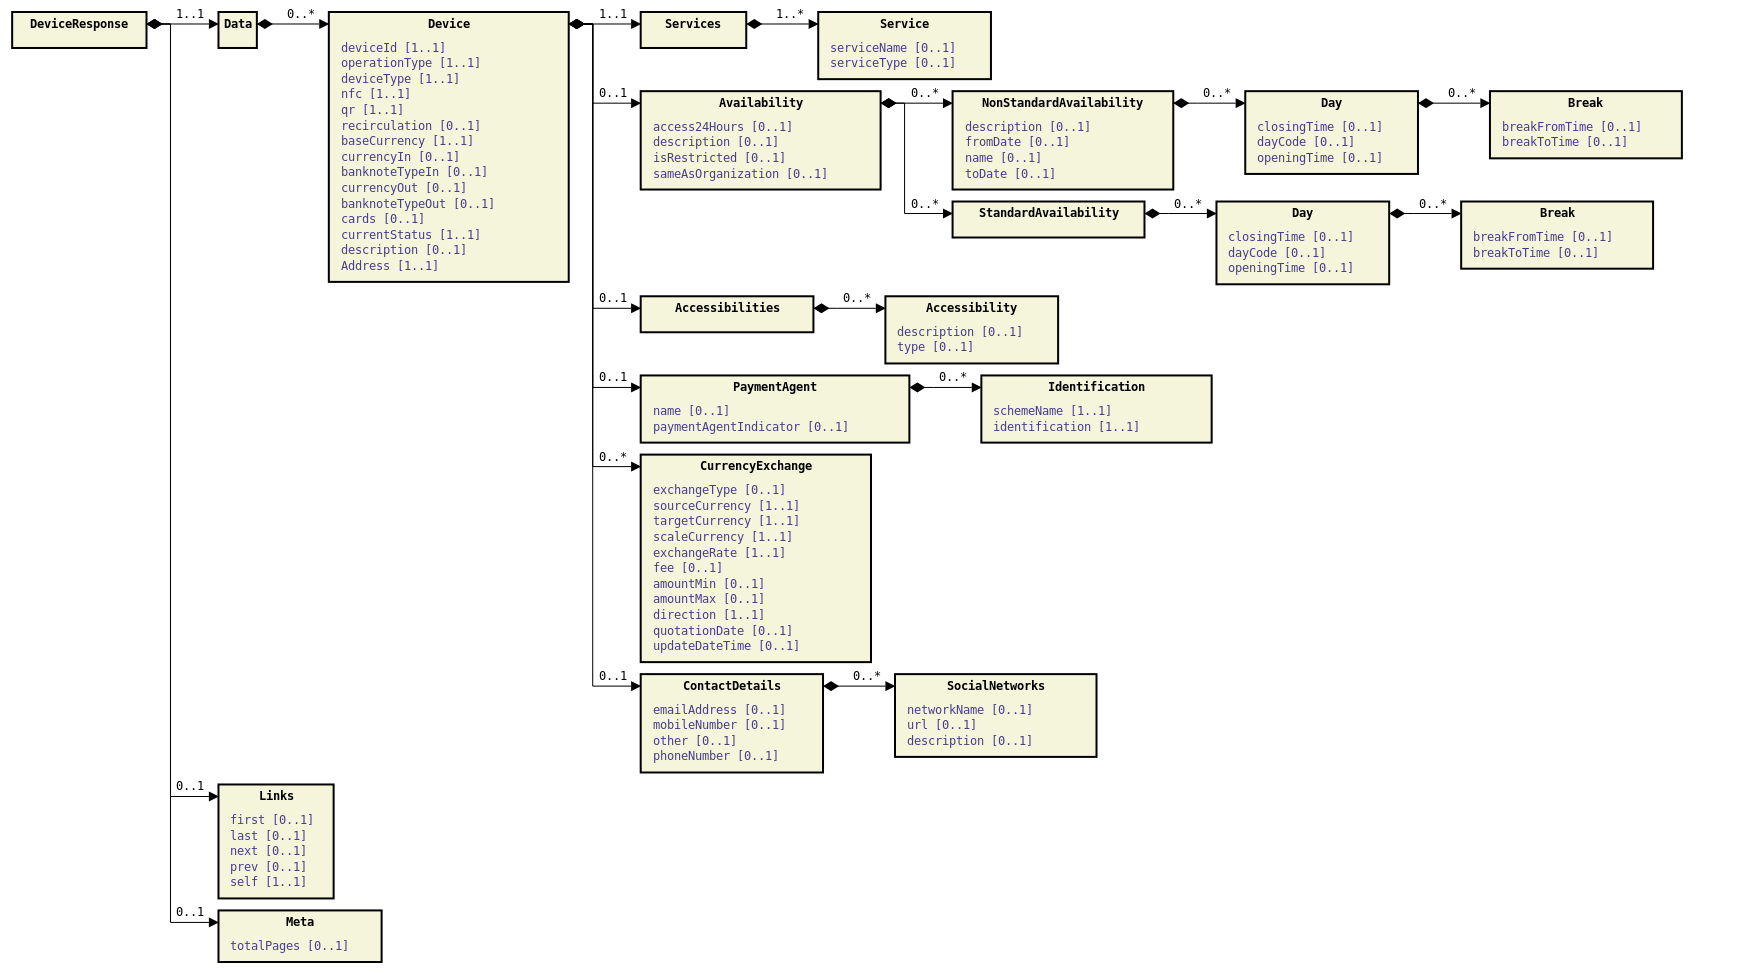 DeviceResponse
1..1
Data
0..*
Device
deviceId [1..1]
operationType [1..1]
deviceType [1..1]
nfc [1..1]
qr [1..1]
recirculation [0..1]
baseCurrency [1..1]
currencyIn [0..1]
banknoteTypeIn [0..1]
currencyOut [0..1]
banknoteTypeOut [0..1]
cards [0..1]
currentStatus [1..1]
description [0..1]
Address [1..1]
1..1
Services
1..*
Service
serviceName [0..1]
serviceType [0..1]
0..1
Availability
access24Hours [0..1]
description [0..1]
isRestricted [0..1]
sameAsOrganization [0..1]
0..*
NonStandardAvailability
description [0..1]
fromDate [0..1]
name [0..1]
toDate [0..1]
0..*
Day
closingTime [0..1]
dayCode [0..1]
openingTime [0..1]
0..*
Break
breakFromTime [0..1]
breakToTime [0..1]
0..*
StandardAvailability
0..*
Day
closingTime [0..1]
dayCode [0..1]
openingTime [0..1]
0..*
Break
breakFromTime [0..1]
breakToTime [0..1]
0..1
Accessibilities
0..*
Accessibility
description [0..1]
type [0..1]
0..1
PaymentAgent
name [0..1]
paymentAgentIndicator [0..1]
0..*
Identification
schemeName [1..1]
identification [1..1]
0..*
CurrencyExchange
exchangeType [0..1]
sourceCurrency [1..1]
targetCurrency [1..1]
scaleCurrency [1..1]
exchangeRate [1..1]
fee [0..1]
amountMin [0..1]
amountMax [0..1]
direction [1..1]
quotationDate [0..1]
updateDateTime [0..1]
0..1
ContactDetails
emailAddress [0..1]
mobileNumber [0..1]
other [0..1]
phoneNumber [0..1]
0..*
SocialNetworks
networkName [0..1]
url [0..1]
description [0..1]
0..1
Links
first [0..1]
last [0..1]
next [0..1]
prev [0..1]
self [1..1]
0..1
Meta
totalPages [0..1]